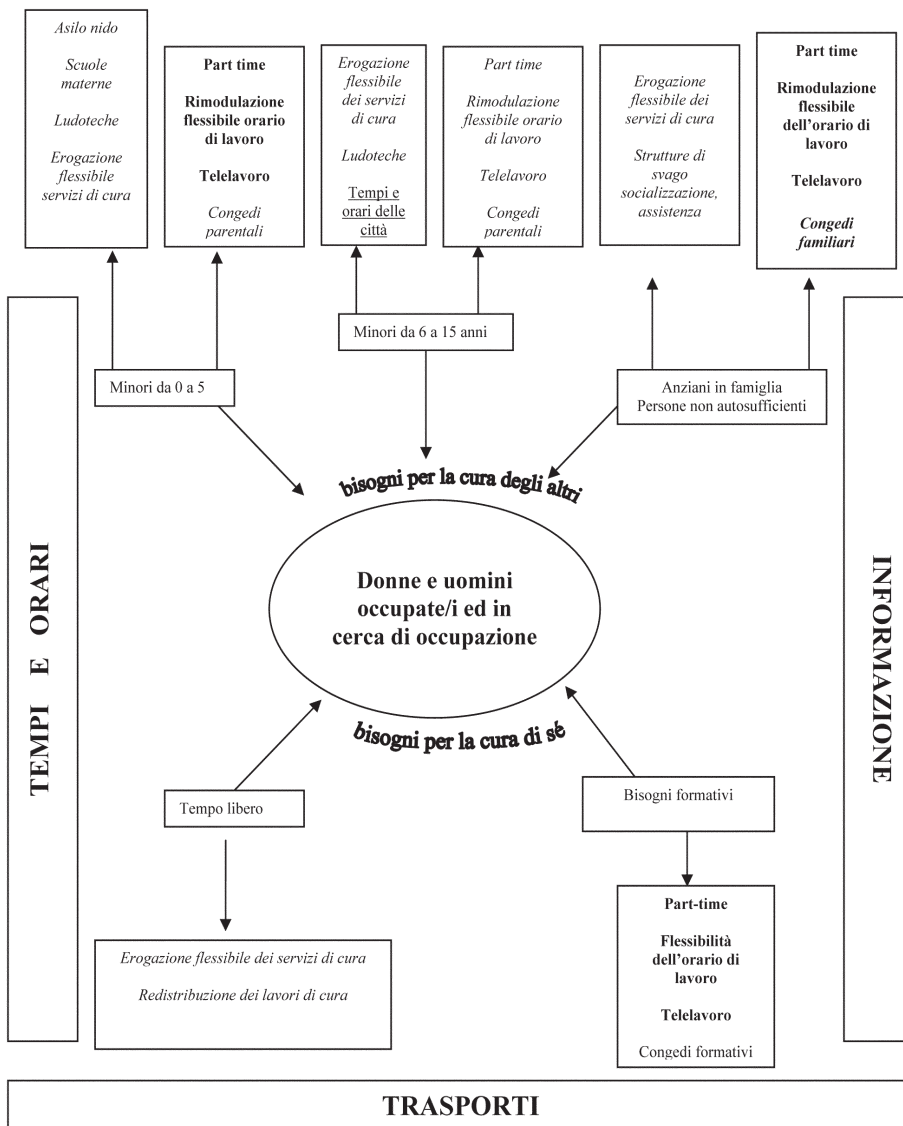 Asilo nido
Scuole
materne
Ludoteche
Erogazione
flessibile
servizi di cura
Part time
Rimodulazione
flessibile orario
di lavoro
Telelavoro
Congedi
parentali
Erogazione
flessibile
dei servizi
di cura
Ludoteche
Tempi e
orari delle
città
Part time
Rimodulazione
flessibile orario
di lavoro
Telelavoro
Congedi
parentali
Erogazione
flessibile dei
servizi di cura
Strutture di
svago
socializzazione,
assistenza
Part time
Rimodulazione
flessibile
dell'orario di
lavoro
Telelavoro
Congedi
familiari
Minori da 0 a 5
Minori da 6 a 15 anni
Anziani in famiglia
Persone non autosufficienti
TEMPI E ORARI
INFORMAZIONE
bisogni per la cura degli altri
Donne e uomini
occupate/i ed in
cerca di occupazione
bisogni per la cura di sé
Tempo libero
Bisogni formativi
Erogazione flessibile dei servizi di cura
Redistribuzione dei lavori di cura
Part-time
Flessibilità
dell'orario di
lavoro
Telelavoro
Congedi formativi
TRASPORTI